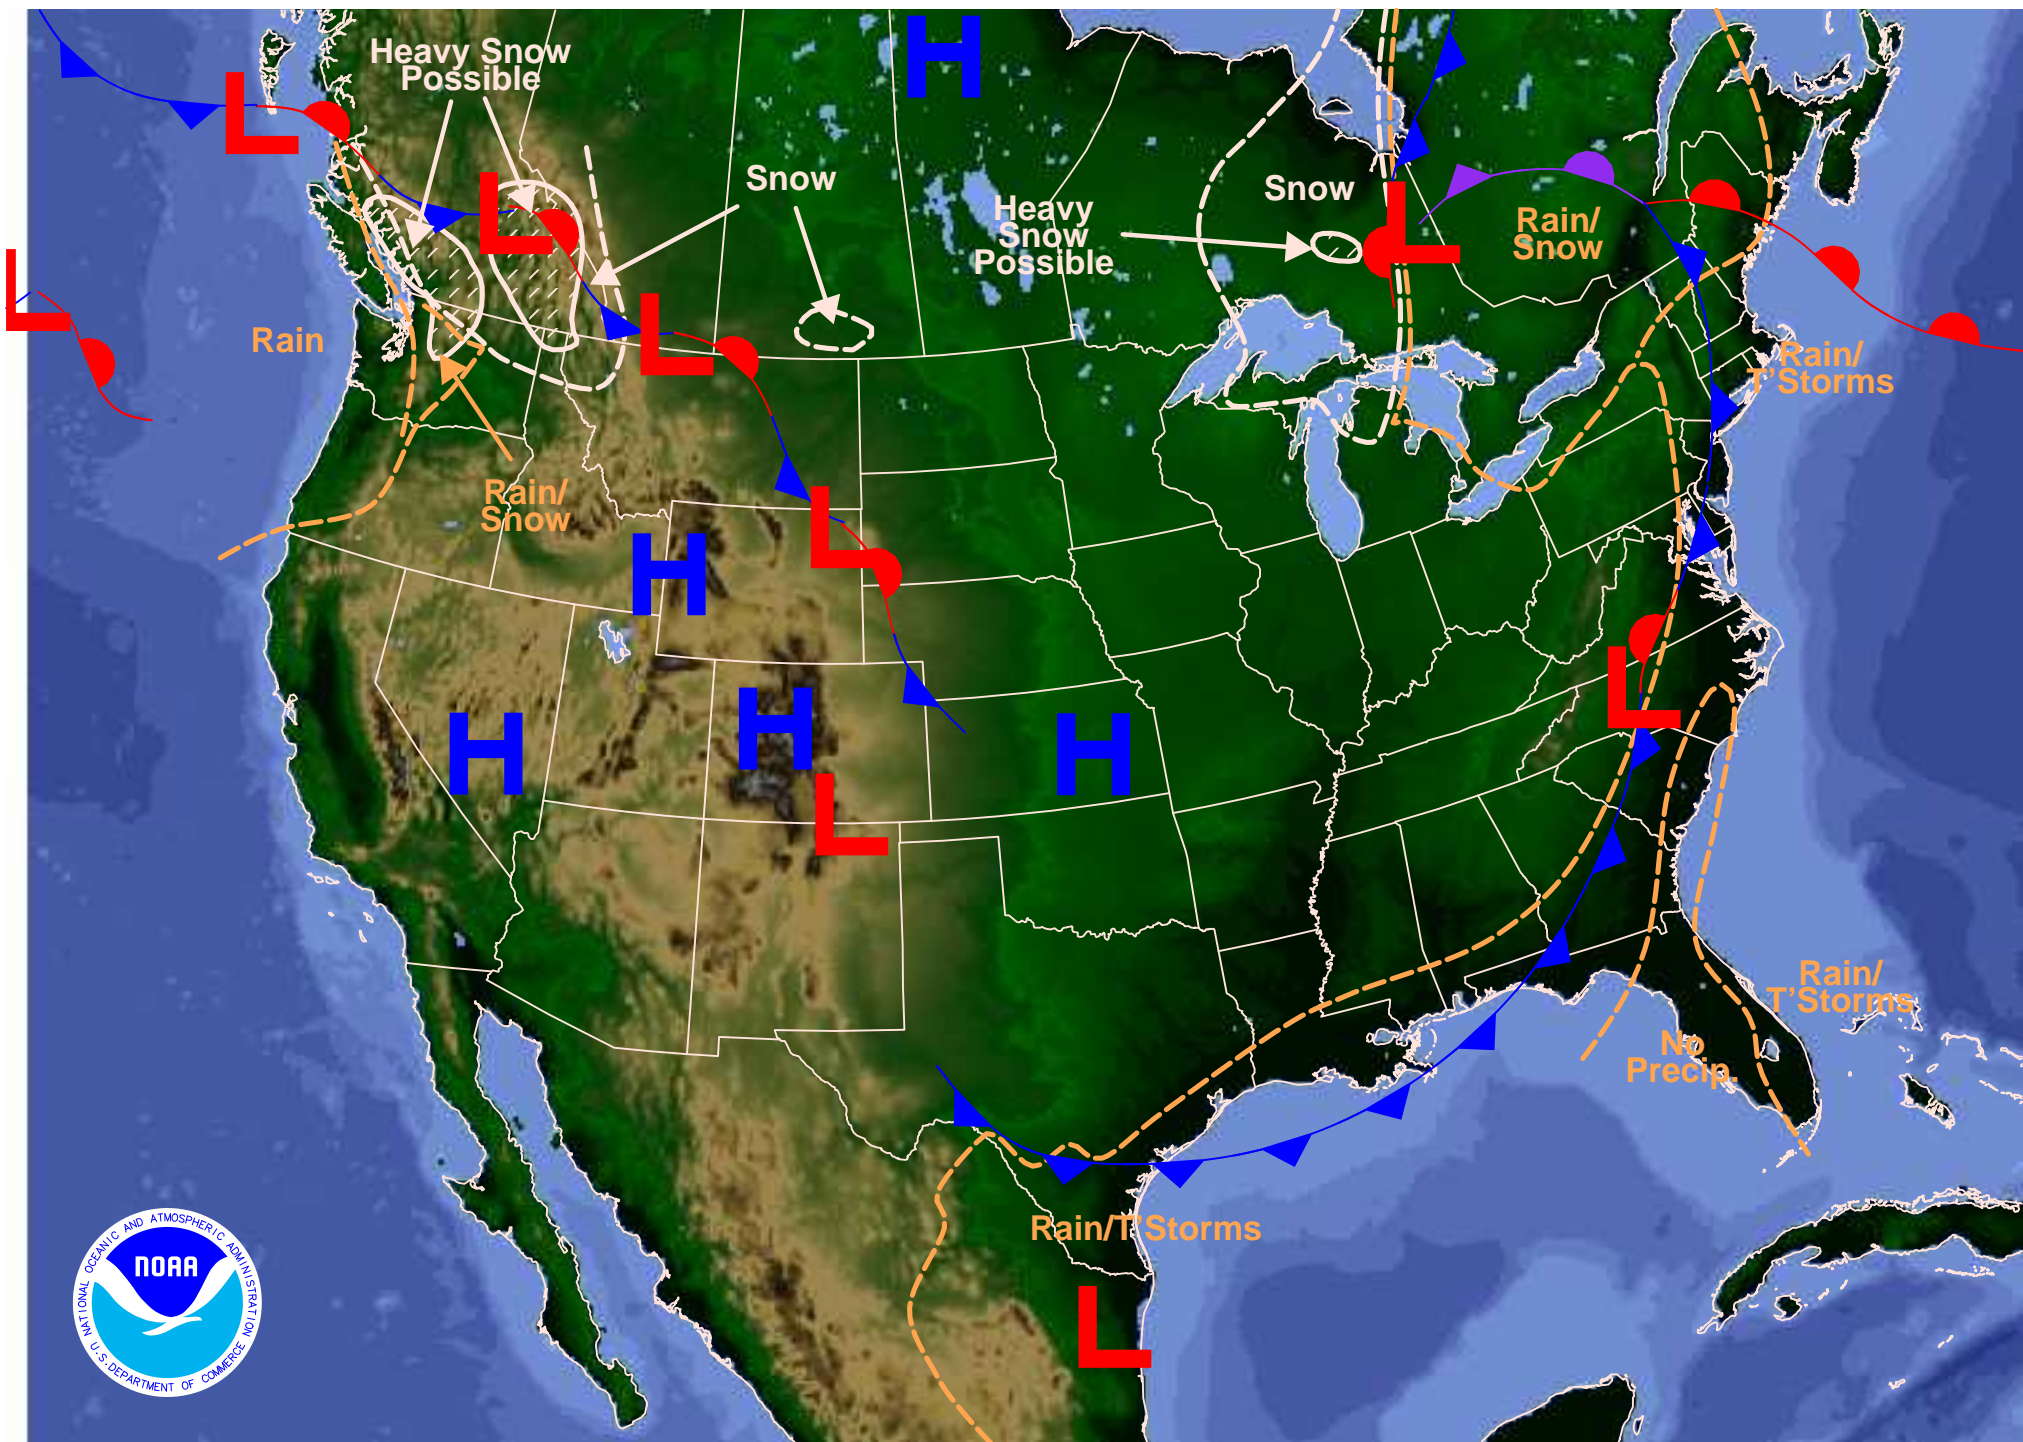 Heavy Snow
Possible
H
L
Snow
L
Heavy
Snow
Possible
Snow
L
Rain/
Snow
L
Rain
L
Rain/
T'Storms
Rain/
Snow
L
H
H
H
H
L
L
Rain/
T'Storms
No
Precip.
Rain/T'Storms
L
NATIONAL OCEANIC AND ATMOSPHERIC ADMINISTRATION
NOAA
U.S. DEPARTMENT OF COMMERCE